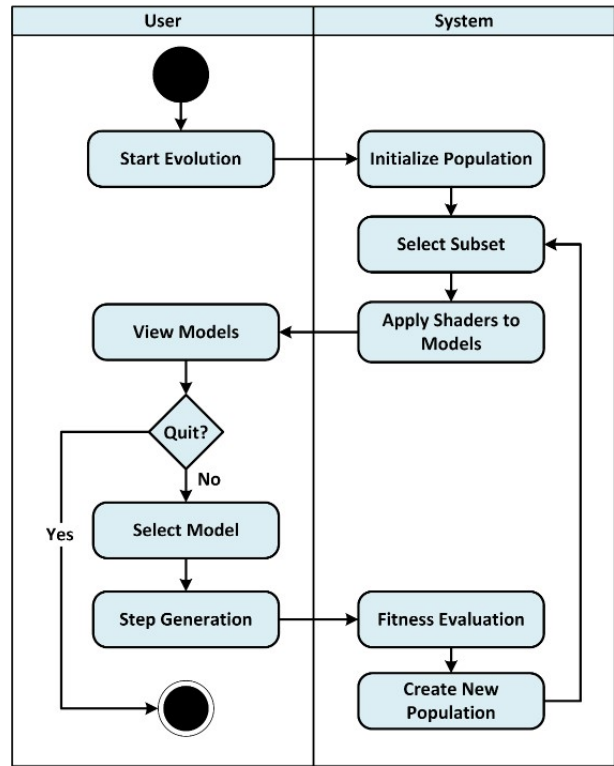 User
System
Start Evolution
Initialize Population
Select Subset
Apply Shaders to
Models
View Models
Quit?
No
Yes
Select Model
Step Generation
Fitness Evaluation
Create New
Population